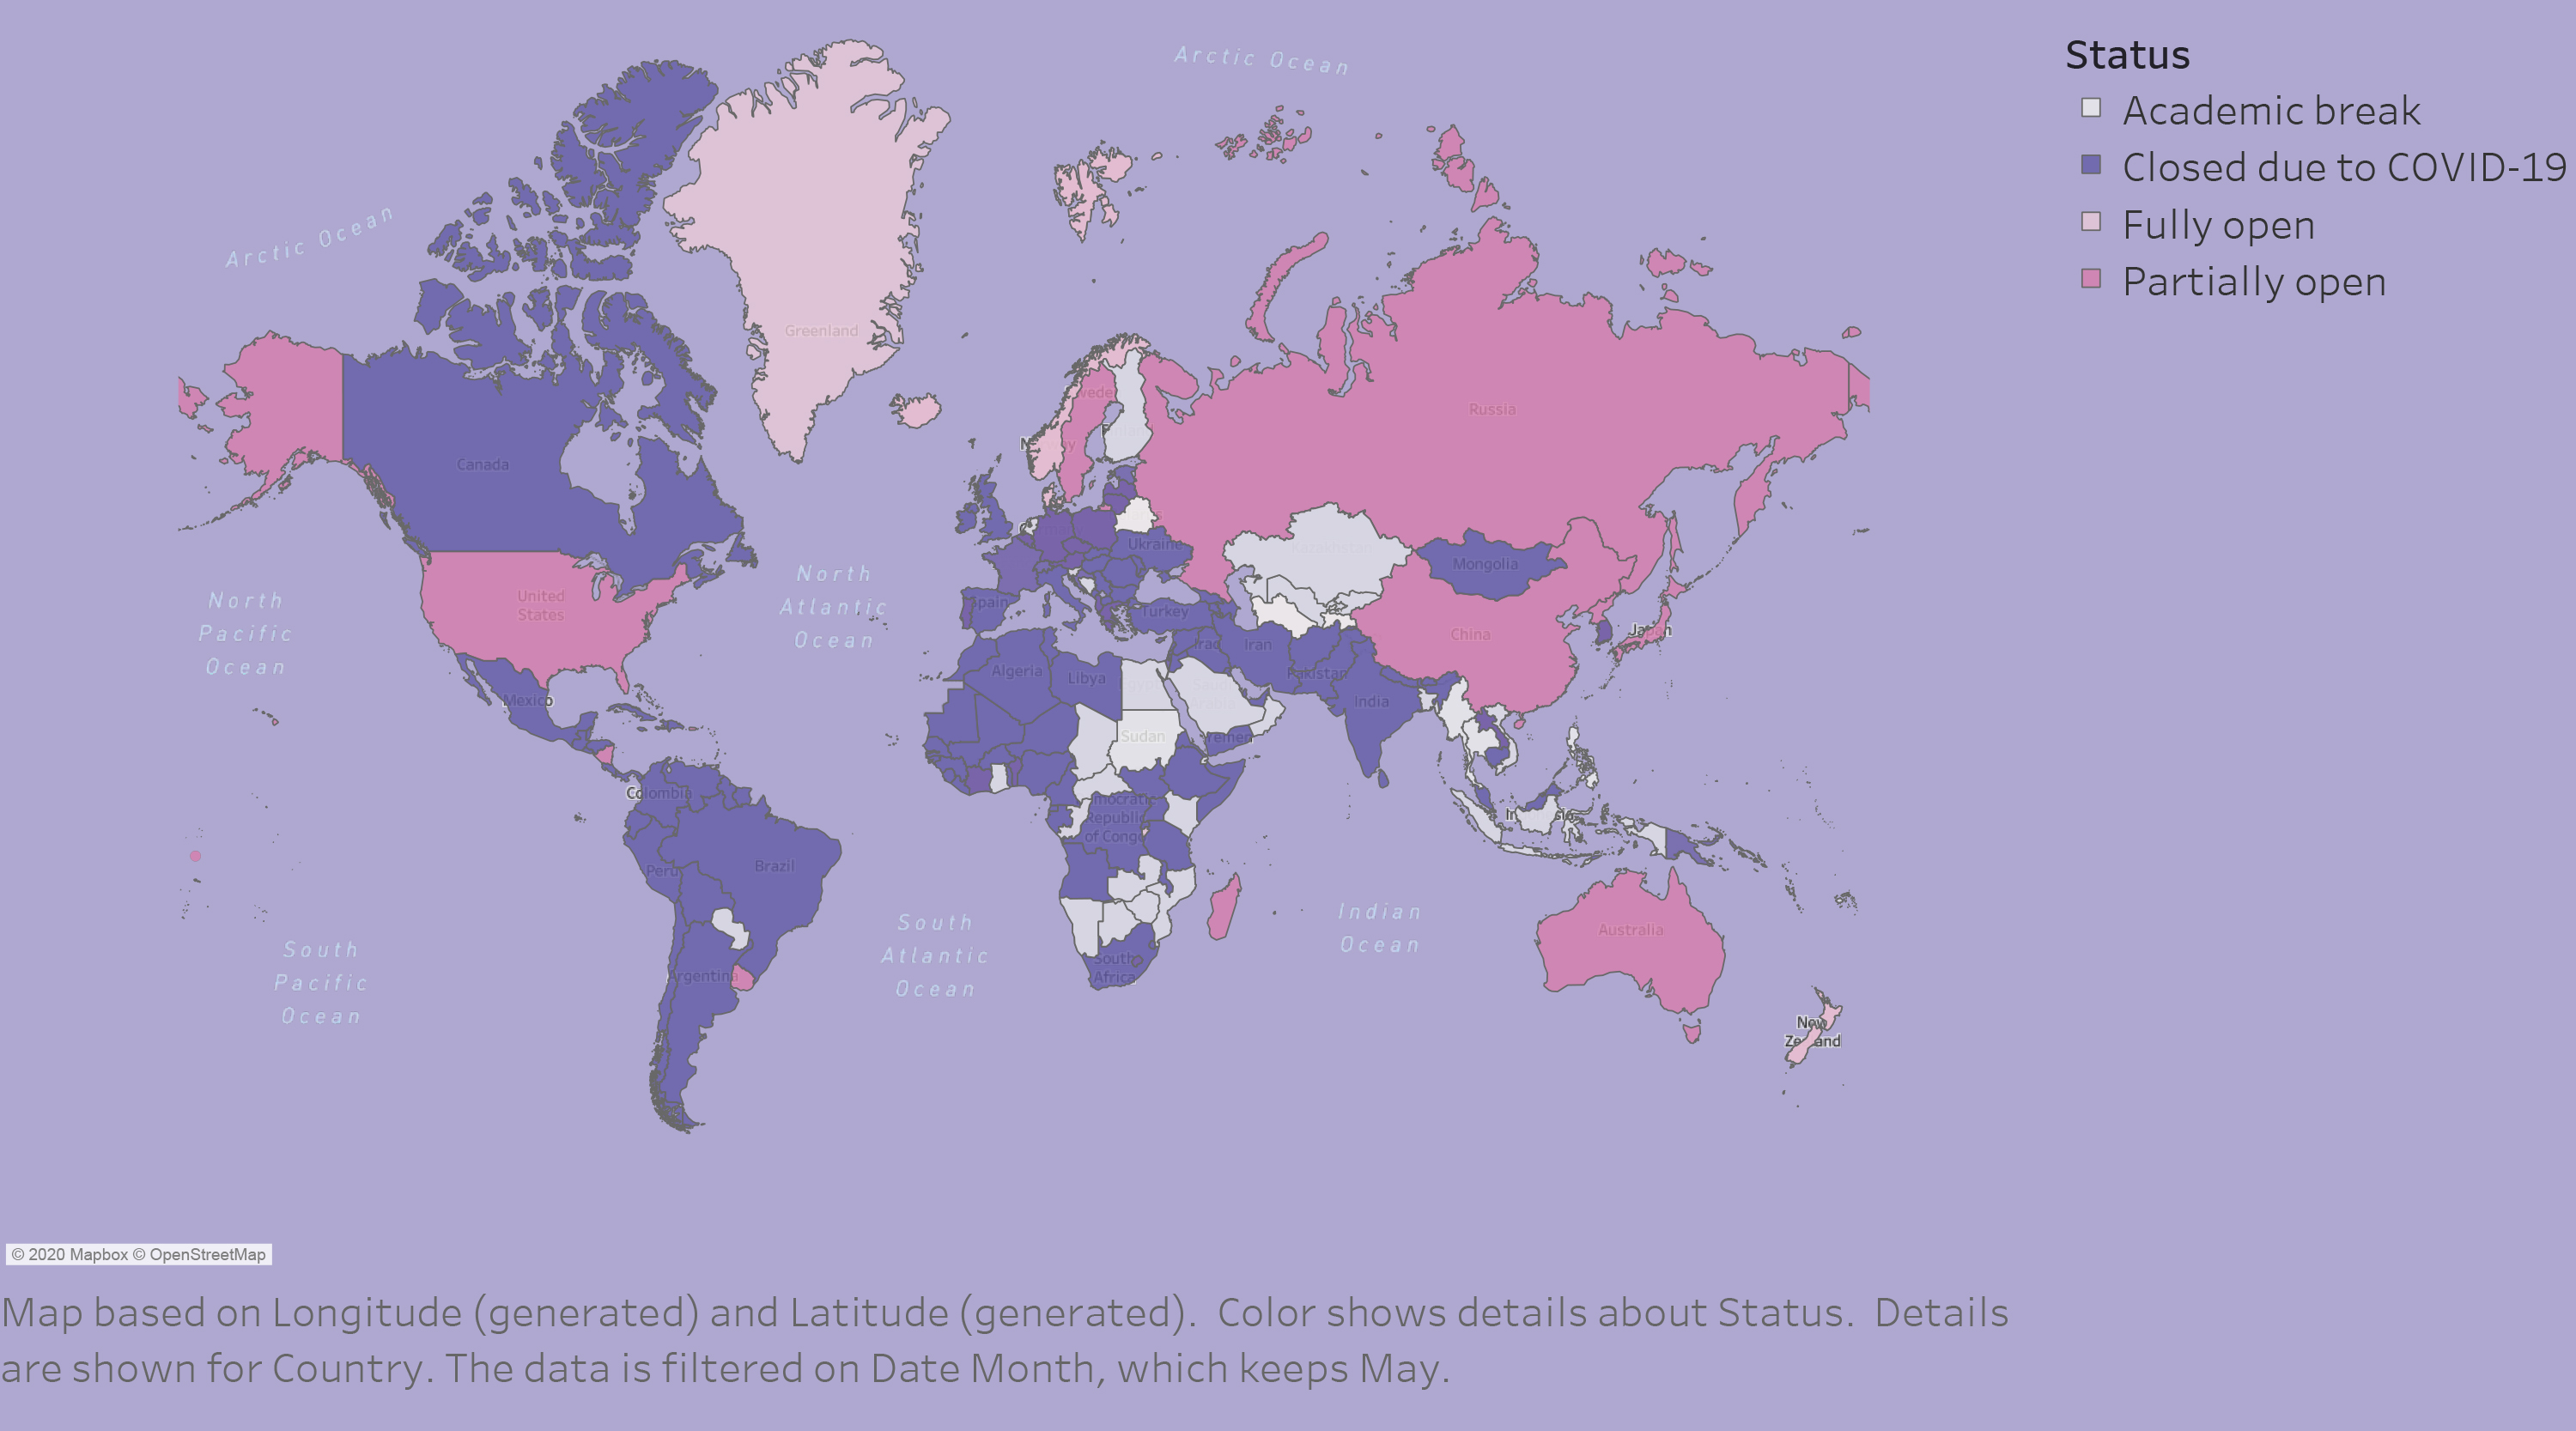 Status
Academic break
Closed due to COVID-19
Fully open
Partially open
Arctic Ocean
Arctic Ocean
Greenland
Russia
Canada
Ukraine
Mongolia
North
Atlantic
Ocean
North
Pacific
Ocean
United
States
Spain
Turkey
China
Japan
Iraq
Iran
Algeria
Libya
Pakistan
India
Mexico
Sudan
Yemen
Colombia
Democratic
Republic
of Congo
Peru
Brazil
South
Atlantic
Ocean
Indian
Ocean
Australia
South
Pacific
Ocean
Argentina
South
Africa
New
Zealand
© 2020 Mapbox © OpenStreetMap
Map based on Longitude (generated) and Latitude (generated). Color shows details about Status. Details
are shown for Country. The data is filtered on Date Month, which keeps May.